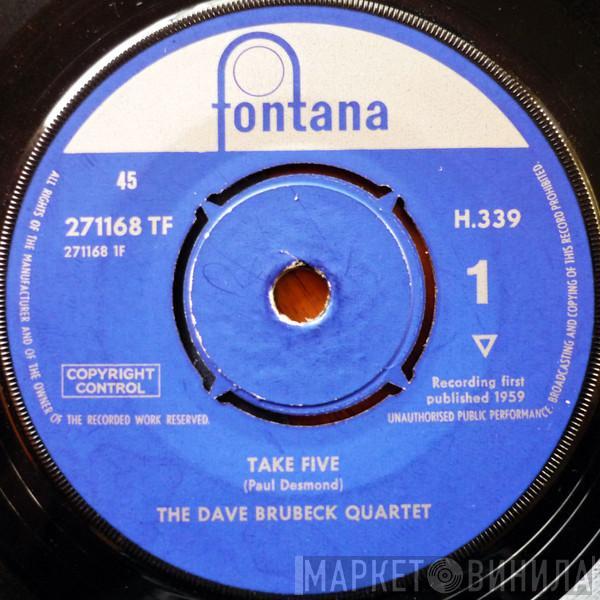 fontana
45
271168 TF
271168 1F
H.339
1
COPYRIGHT
CONTROL
Recording first
published 1959
ALL RIGHTS OF THE MANUFACTURER AND OF THE OWNER OF THE RECORDED WORK RESERVED.
UNAUTHORISED PUBLIC PERFORMANCE, BROADCASTING AND COPYING OF THIS RECORD PROHIBITED.
TAKE FIVE
(Paul Desmond)
THE DAVE BRUBECK QUARTET
МАРКЕТ ВИНИЛА